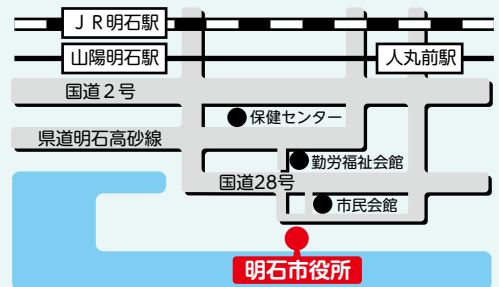 ＪＲ明石駅
山陽明石駅
人丸前駅
国道２号
保健センター
県道明石高砂線
勤労福祉会館
国道28号
市民会館
明石市役所